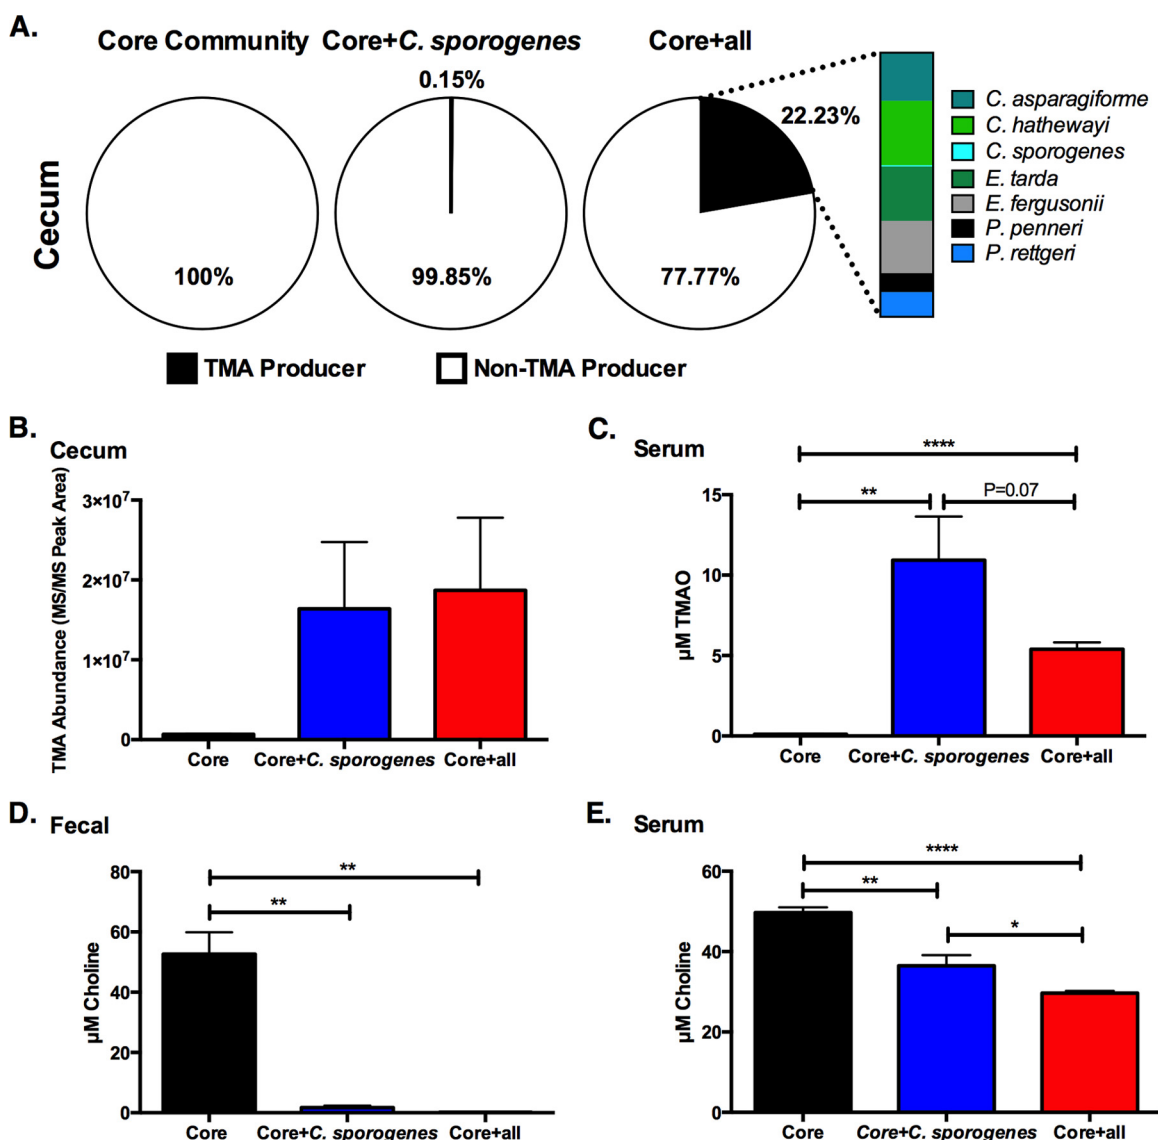 A.
Core Community Core+C. sporogenes Core+all
Cecum
0.15%
22.23%
100% 99.85% 77.77%
C. asparagiforme
C. hathewayi
C. sporogenes
E. tarda
E. fergusonii
P. penneri
P. rettgeri
TMA Producer Non-TMA Producer
B.
Cecum
TMA Abundance (MS/MS Peak Area)
3×10⁷
2×10⁷
1×10⁷
0
Core Core+C. sporogenes Core+all
C.
Serum
****
** P=0.07
µM TMAO
15
10
5
0
Core Core+C. sporogenes Core+all
D.
Fecal
**
**
µM Choline
80
60
40
20
0
Core Core+C. sporogenes Core+all
E.
Serum
****
**
*
µM Choline
60
40
20
0
Core Core+C. sporogenes Core+all